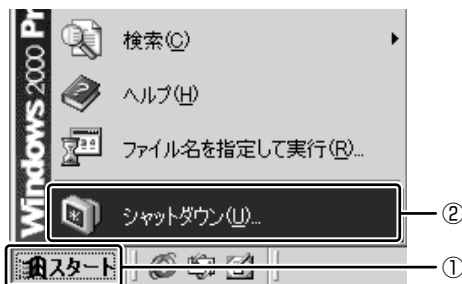 Windows 2000 Pr
検索(C)
ヘルプ(H)
ファイル名を指定して実行(R)...
シャットダウン(U)...
②
スタート
①